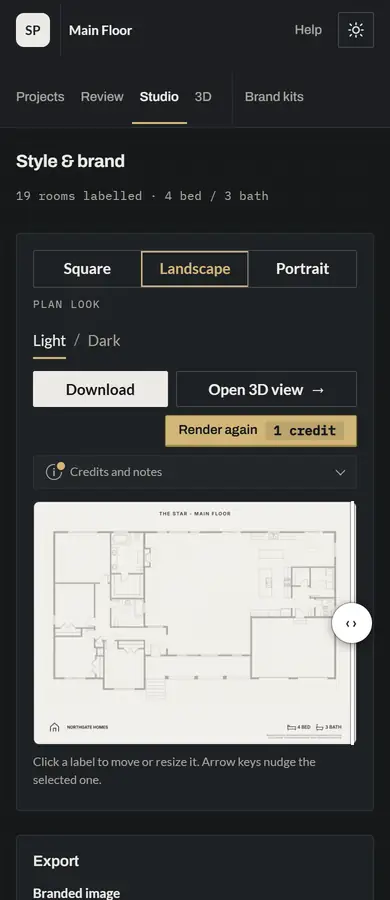 SP
Main Floor
Help
Projects
Review
Studio
3D
Brand kits
Style & brand
19 rooms labelled · 4 bed / 3 bath
Square
Landscape
Portrait
PLAN LOOK
Light / Dark
Download
Open 3D view →
Render again 1 credit
Credits and notes
THE STAR - MAIN FLOOR
NORTHGATE HOMES
4 BED
3 BATH
Click a label to move or resize it. Arrow keys nudge the
selected one.
Export
Branded image